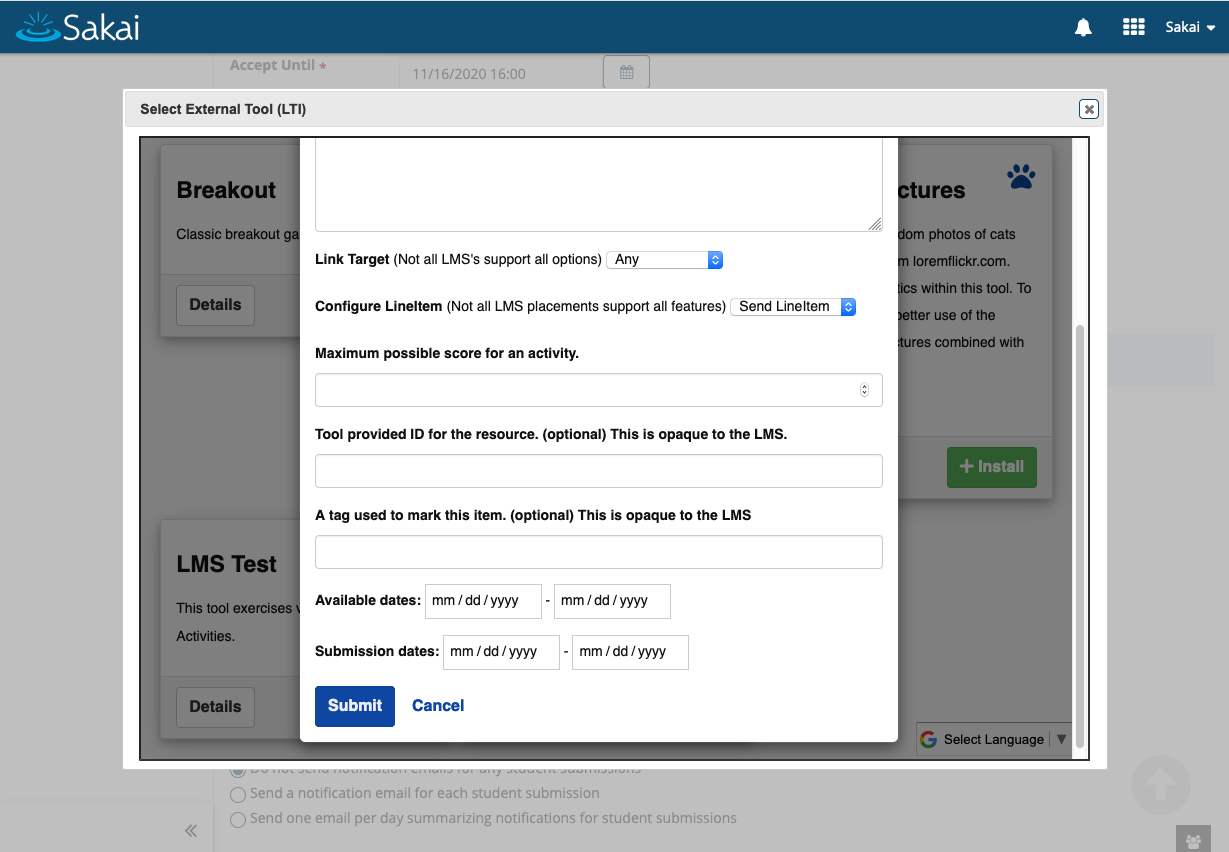 Sakai
Sakai
Accept Until *
11/16/2020 16:00
Select External Tool (LTI)
Breakout
Classic breakout ga
Details
ctures
dom photos of cats
m loremflickr.com.
tics within this tool. To
better use of the
tures combined with
Install
Link Target (Not all LMS's support all options) Any
Configure LineItem (Not all LMS placements support all features) Send LineItem
Maximum possible score for an activity.
Tool provided ID for the resource. (optional) This is opaque to the LMS.
A tag used to mark this item. (optional) This is opaque to the LMS
Available dates: mm/dd/yyyy - mm/dd/yyyy
Submission dates: mm/dd/yyyy - mm/dd/yyyy
Submit Cancel
LMS Test
This tool exercises v
Activities.
Details
Select Language
Do not send notification emails for any student submissions
Send a notification email for each student submission
Send one email per day summarizing notifications for student submissions